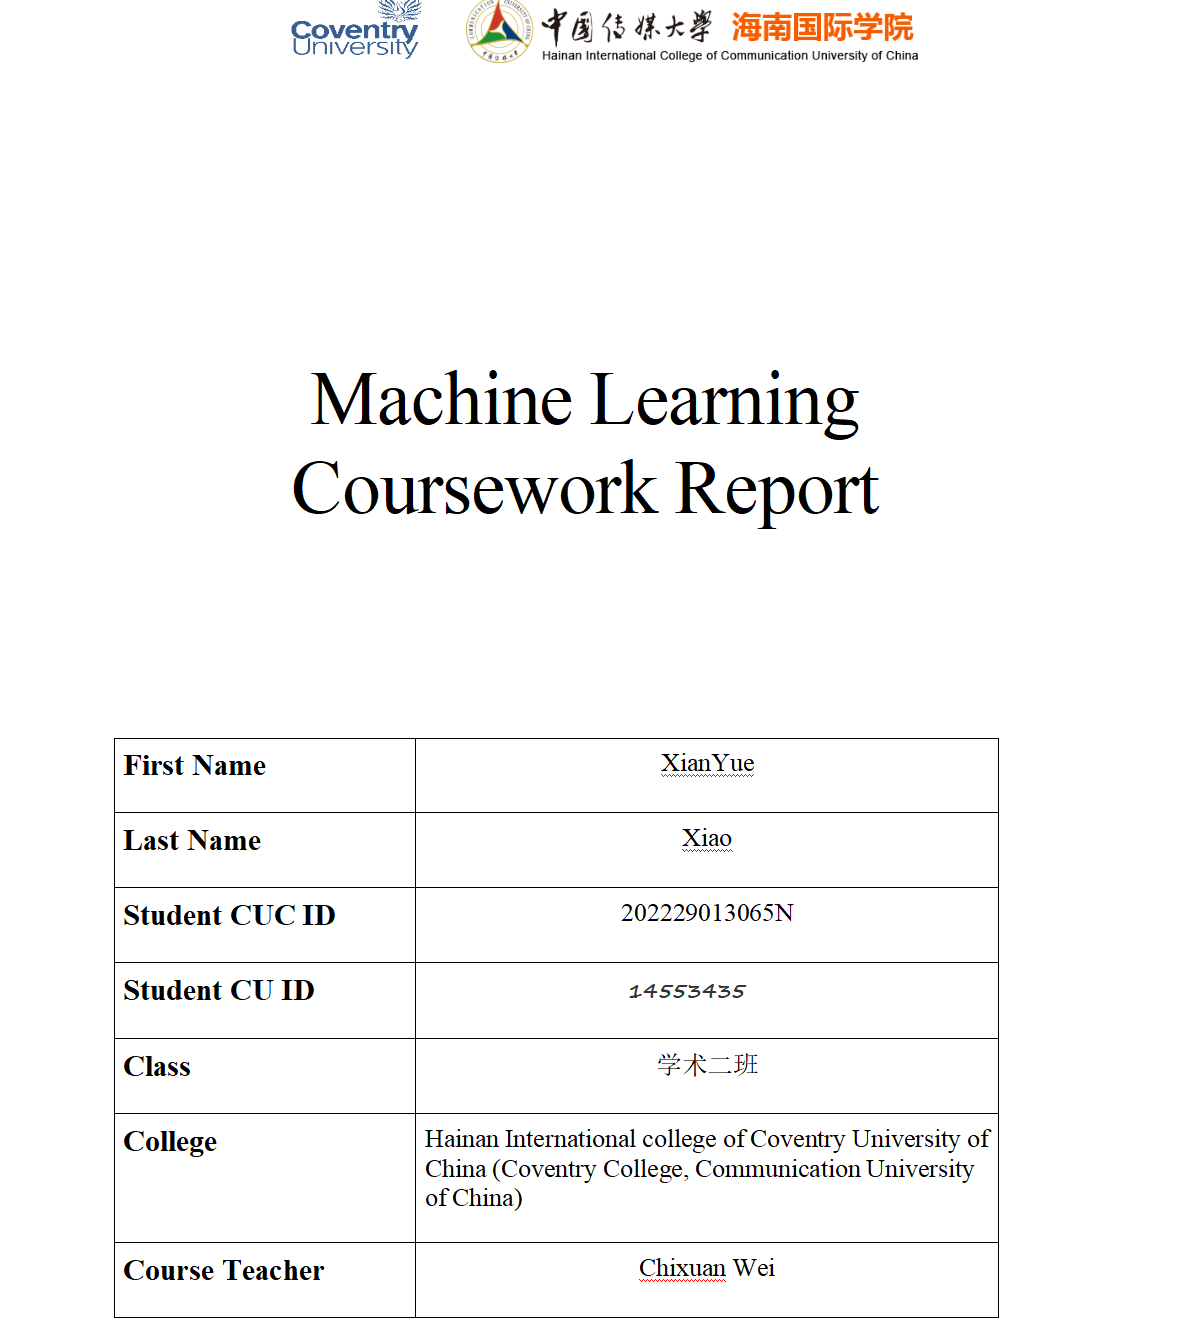 Coventry
University
中国传媒大学 海南国际学院
Hainan International College of Communication University of China
Machine Learning
Coursework Report
First Name XianYue
Last Name Xiao
Student CUC ID 202229013065N
Student CU ID 14553435
Class 学术二班
College Hainan International college of Coventry University of
China (Coventry College, Communication University
of China)
Course Teacher Chixuan Wei